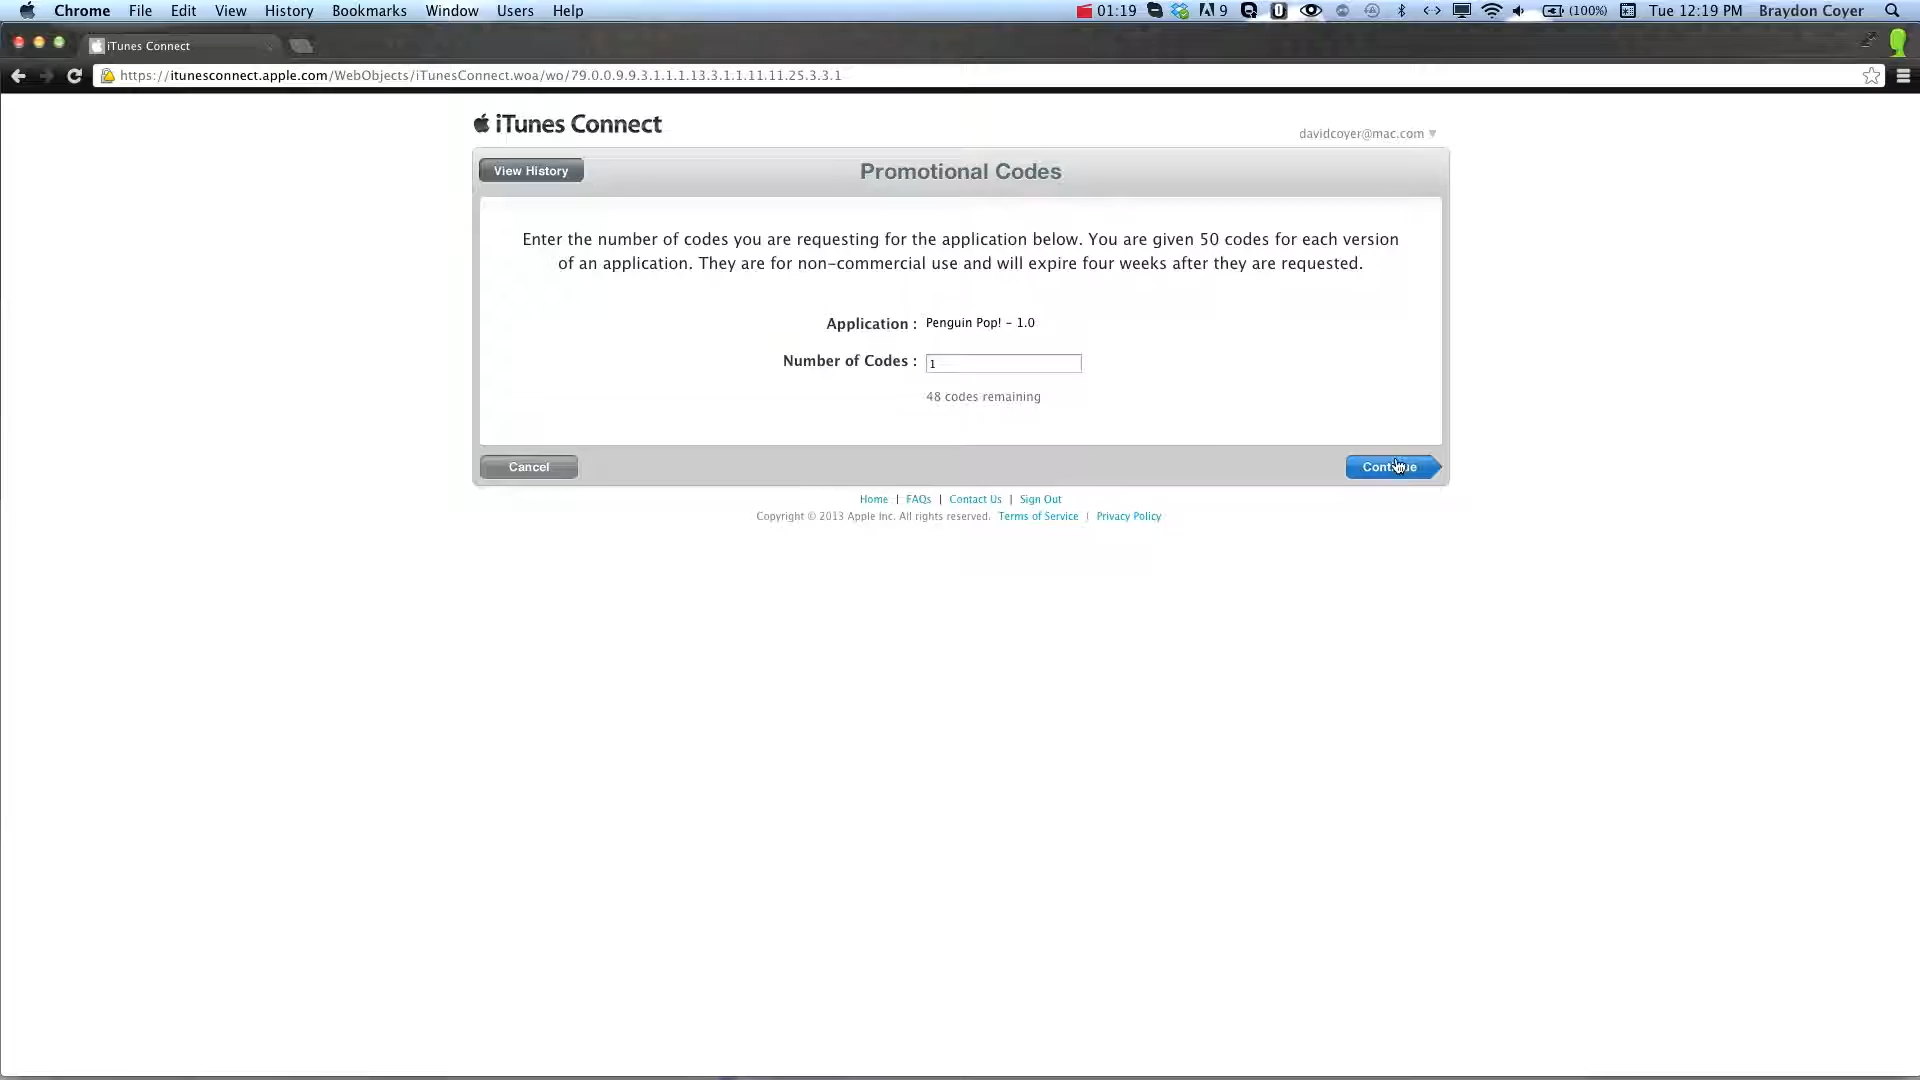 Chrome File Edit View History Bookmarks Window Users Help 01:19 9 (100%) Tue 12:19 PM Braydon Coyer
iTunes Connect
https://itunesconnect.apple.com/WebObjects/iTunesConnect.woa/wo/79.0.0.9.9.3.1.1.1.13.3.1.1.11.11.25.3.3.1
iTunes Connect
davidcoyer@mac.com
View History
Promotional Codes
Enter the number of codes you are requesting for the application below. You are given 50 codes for each version
of an application. They are for non-commercial use and will expire four weeks after they are requested.
Application : Penguin Pop! - 1.0
Number of Codes : 1
48 codes remaining
Cancel
Continue
Home | FAQs | Contact Us | Sign Out
Copyright © 2013 Apple Inc. All rights reserved. Terms of Service | Privacy Policy